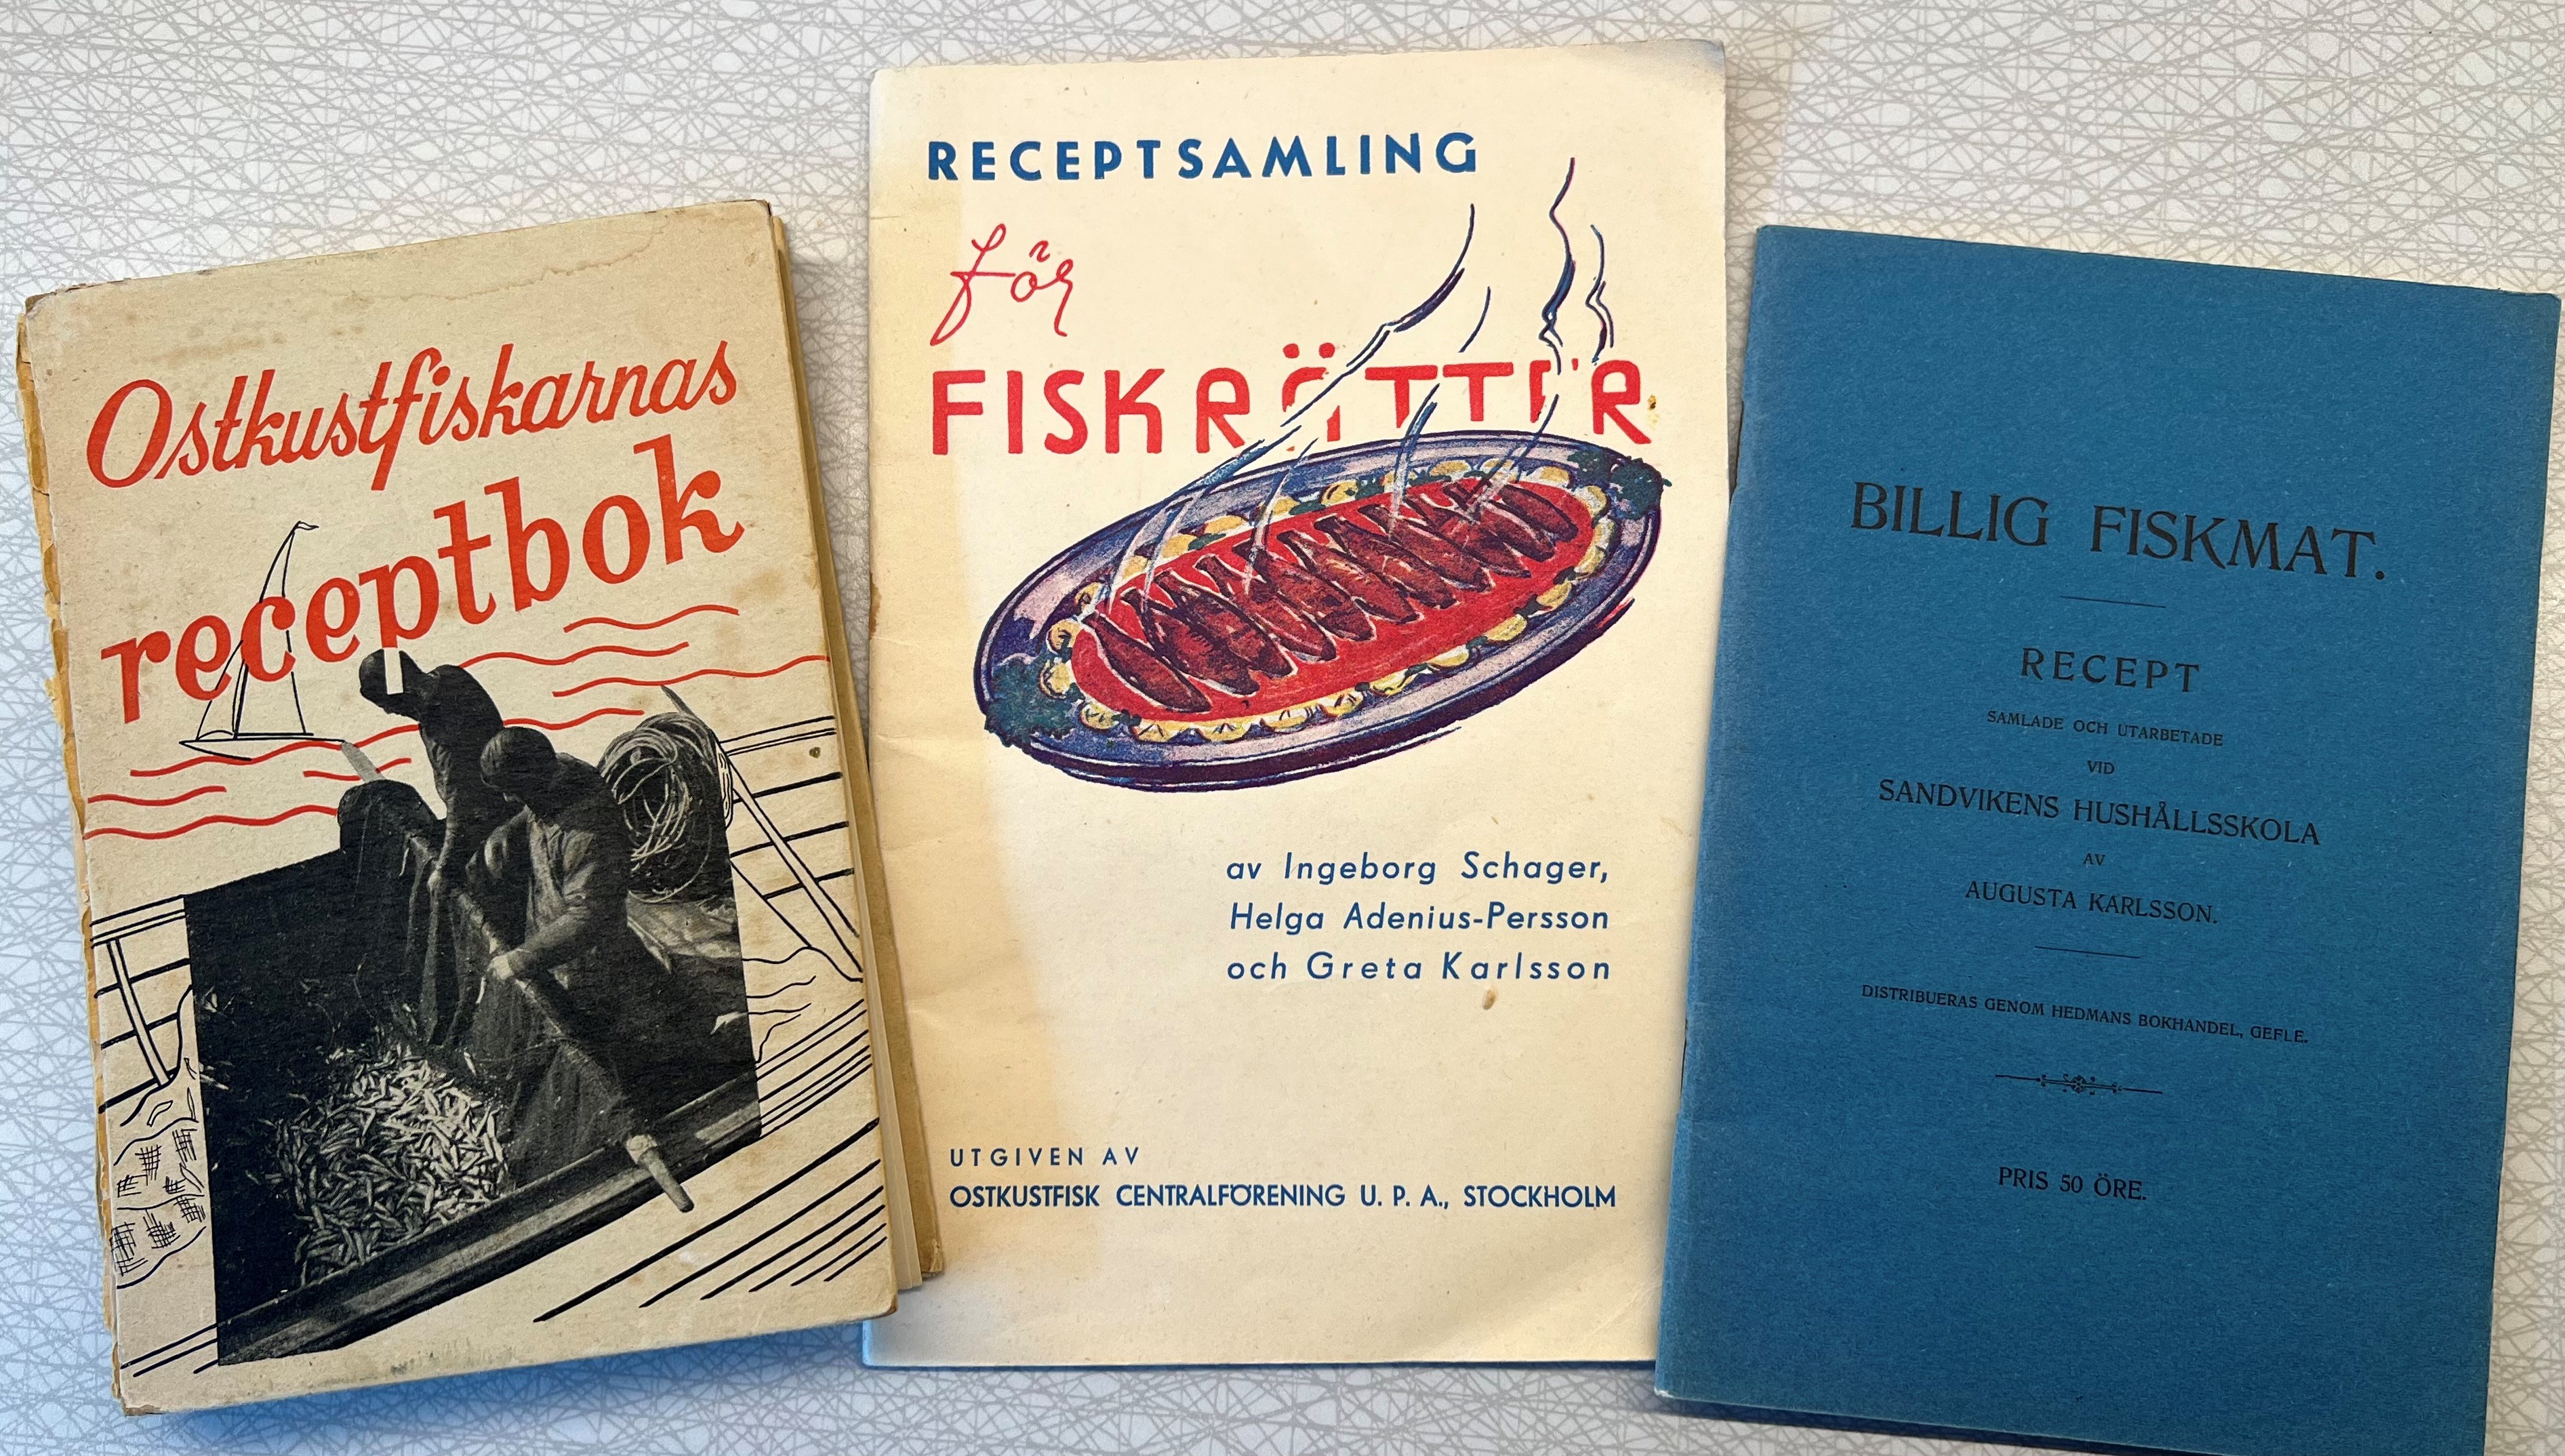 Ostkustfiskarnas
receptbok
RECEPTSAMLING
för
FISKRÄTTER
av Ingeborg Schager,
Helga Adenius-Persson
och Greta Karlsson
UTGIVEN AV
OSTKUSTFISK CENTRALFÖRENING U. P. A., STOCKHOLM
BILLIG FISKMAT.
RECEPT
SAMLADE OCH UTARBETADE
VID
SANDVIKENS HUSHÅLLSSKOLA
AV
AUGUSTA KARLSSON.
DISTRIBUERAS GENOM HEDMANS BOKHANDEL, GEFLE.
PRIS 50 ÖRE.